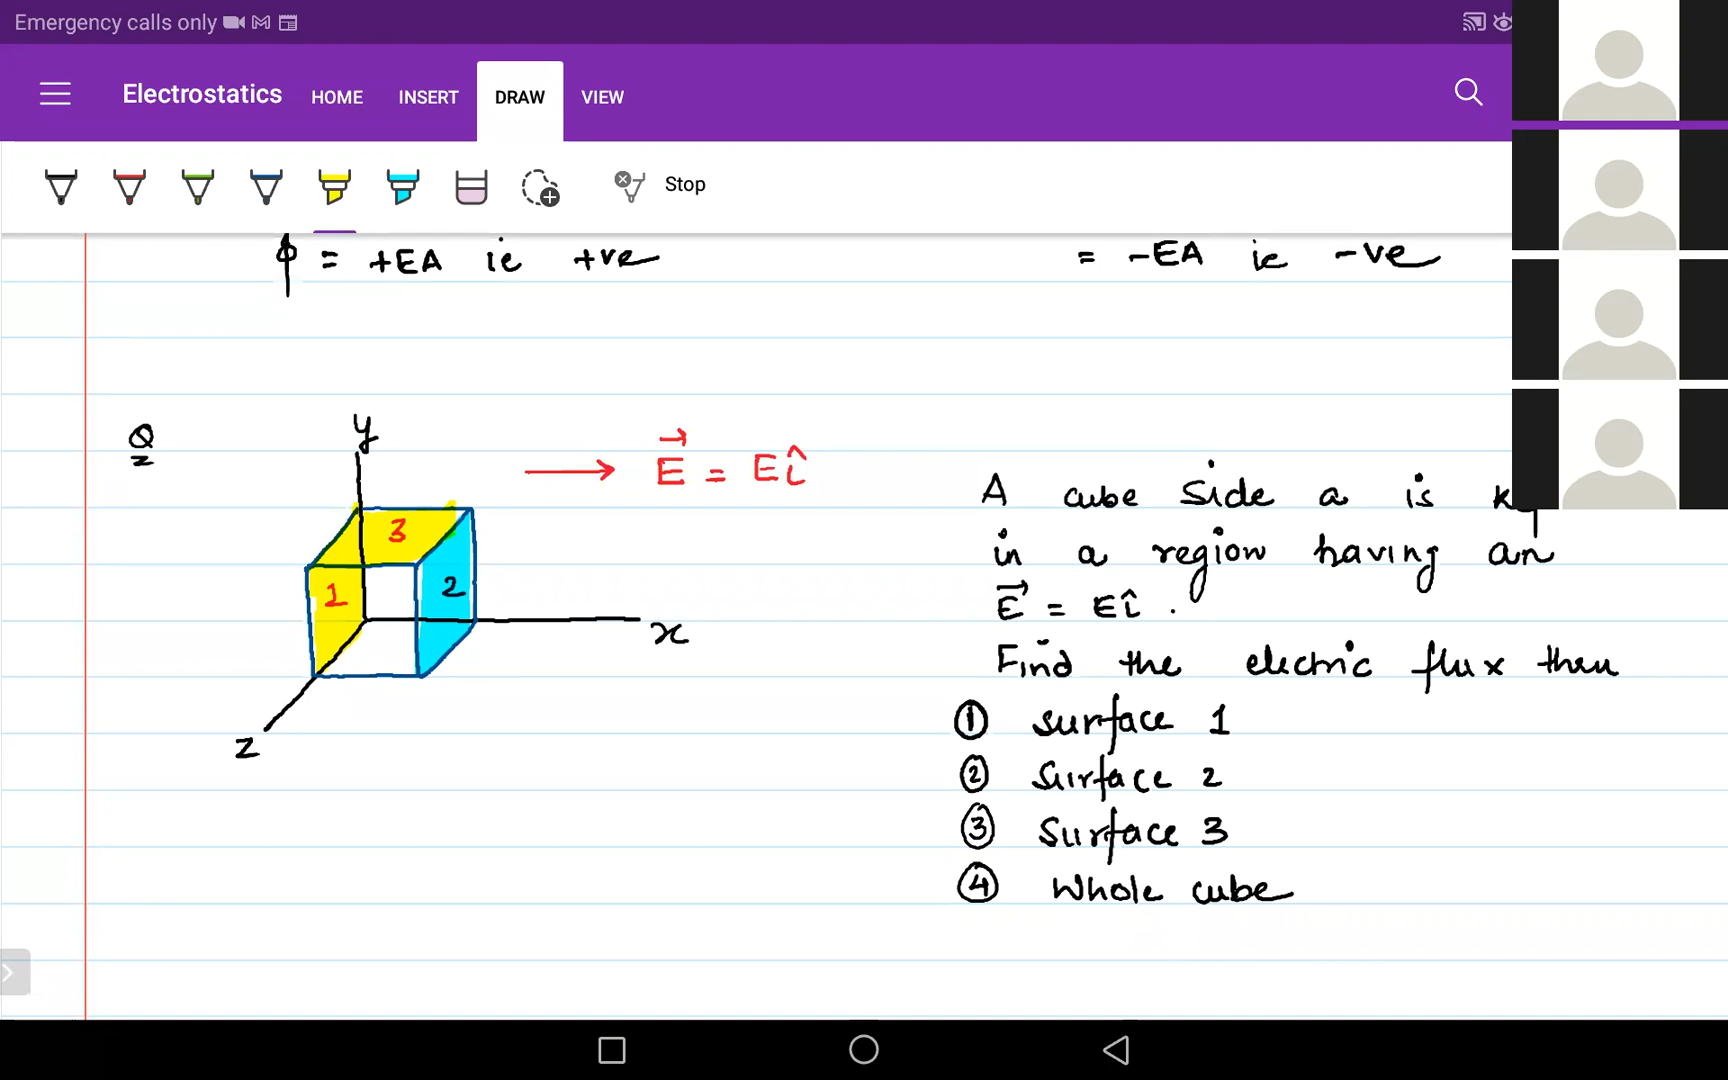 Emergency calls only
Electrostatics HOME INSERT DRAW VIEW
Stop
ϕ = +EA ie +ve
= -EA ie -ve
Q
y
E⃗ = Eî
3
1
2
x
z
A cube side a is
in a region having an
E⃗ = Eî .
Find the electric flux thru
① surface 1
② surface 2
③ surface 3
④ Whole cube